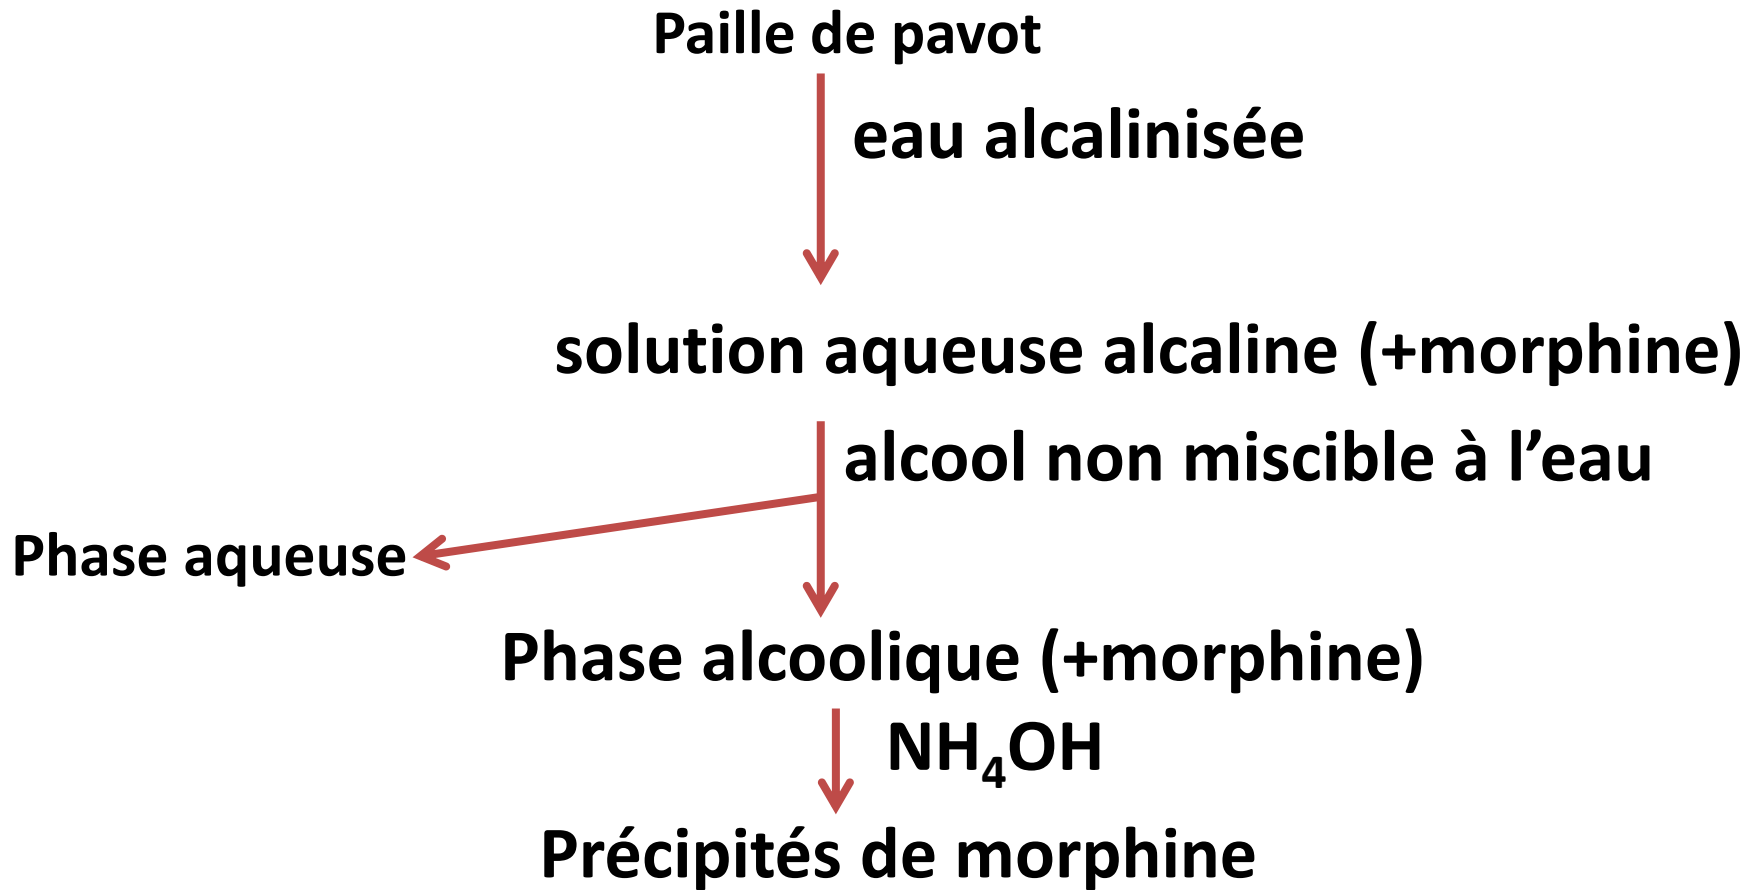 Paille de pavot
eau alcalinisée
solution aqueuse alcaline (+morphine)
alcool non miscible à l’eau
Phase aqueuse
Phase alcoolique (+morphine)
NH₄OH
Précipités de morphine